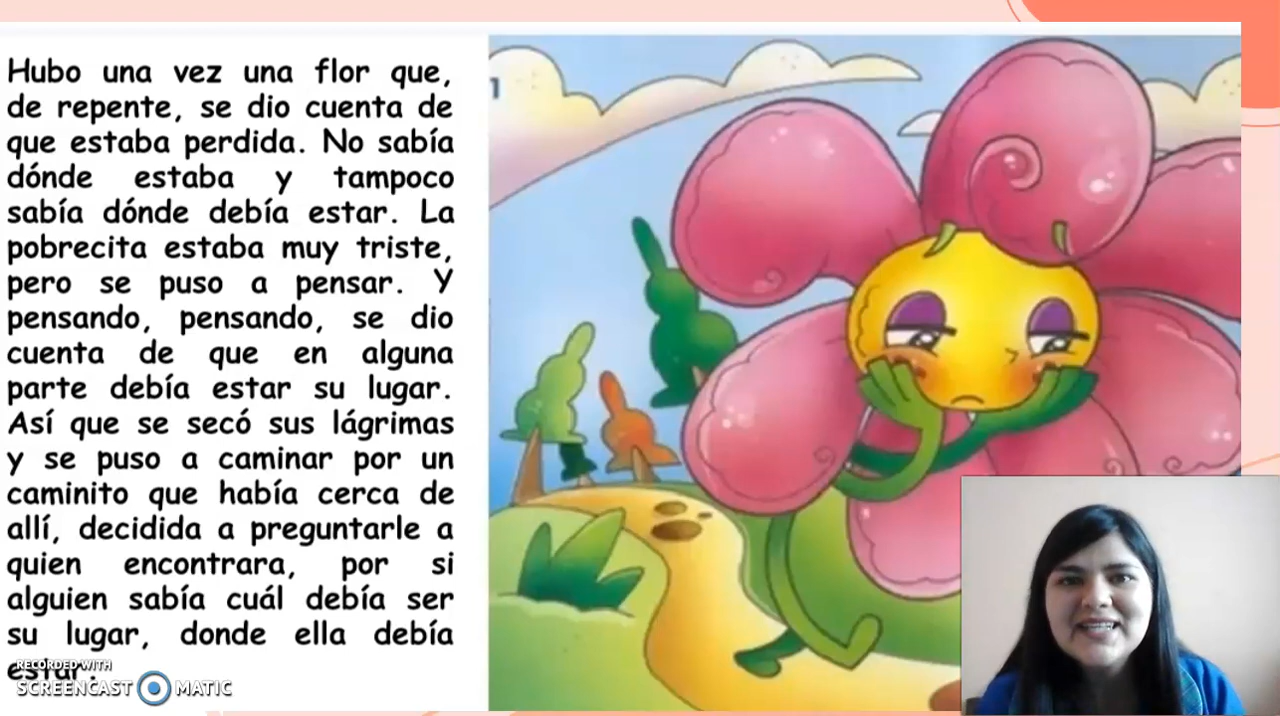 Hubo una vez una flor que,
de repente, se dio cuenta de
que estaba perdida. No sabía
dónde estaba y tampoco
sabía dónde debía estar. La
pobrecita estaba muy triste,
pero se puso a pensar. Y
pensando, pensando, se dio
cuenta de que en alguna
parte debía estar su lugar.
Así que se secó sus lágrimas
y se puso a caminar por un
caminito que había cerca de
allí, decidida a preguntarle a
quien encontrara, por si
alguien sabía cuál debía ser
su lugar, donde ella debía
estar.
1
RECORDED WITH
SCREENCAST MATIC